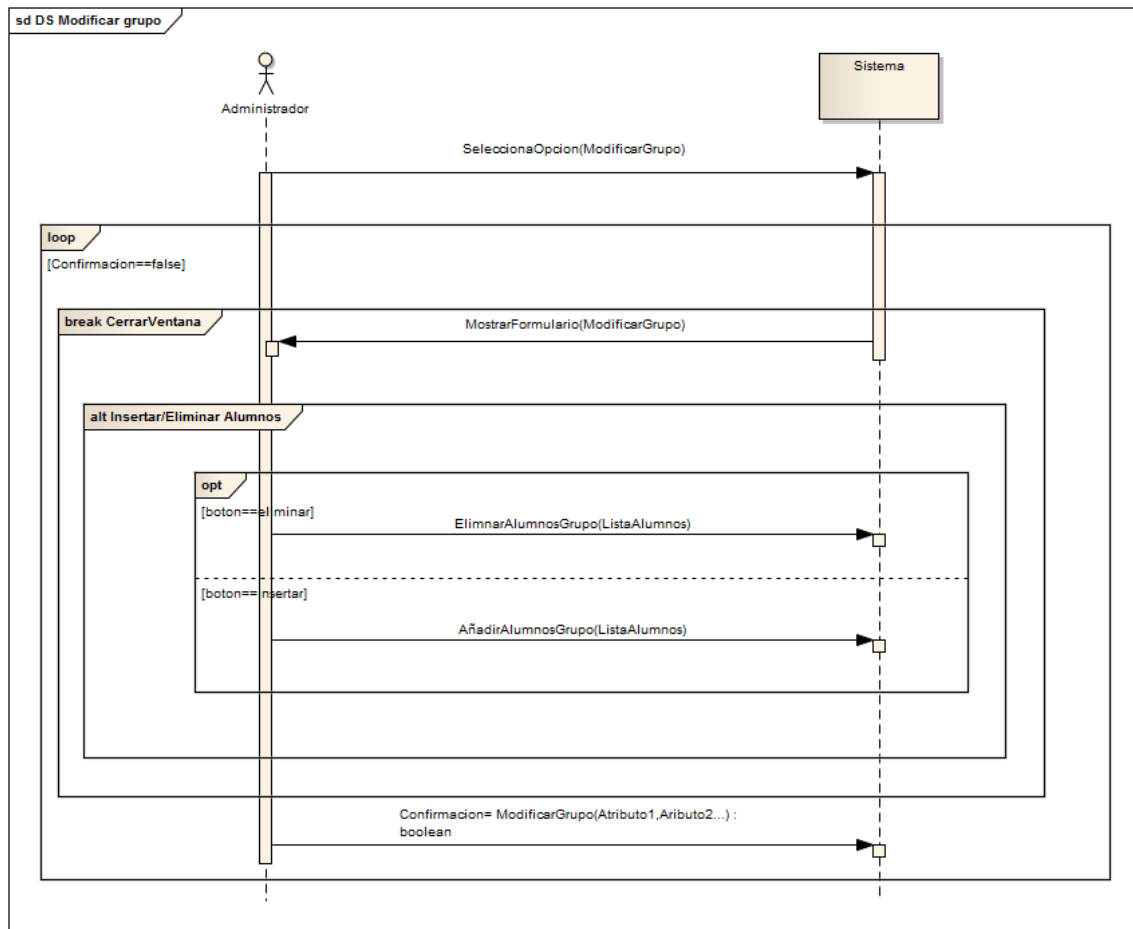 sd DS Modificar grupo
Administrador
Sistema
SeleccionaOpcion(ModificarGrupo)
loop
[Confirmacion==false]
break CerrarVentana
MostrarFormulario(ModificarGrupo)
alt Insertar/Eliminar Alumnos
opt
[boton==eliminar]
ElimnarAlumnosGrupo(ListaAlumnos)
[boton==insertar]
AñadirAlumnosGrupo(ListaAlumnos)
Confirmacion= ModificarGrupo(Atributo1,Aributo2...) :
boolean